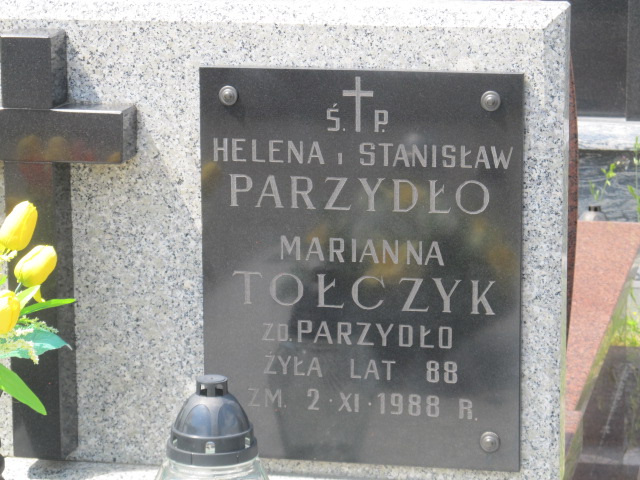 Ś. P.
HELENA i STANISŁAW
PARZYDŁO
MARIANNA
TOŁCZYK
ZD. PARZYDŁO
ŻYŁA LAT 88
ZM. 2·XI·1988 R.